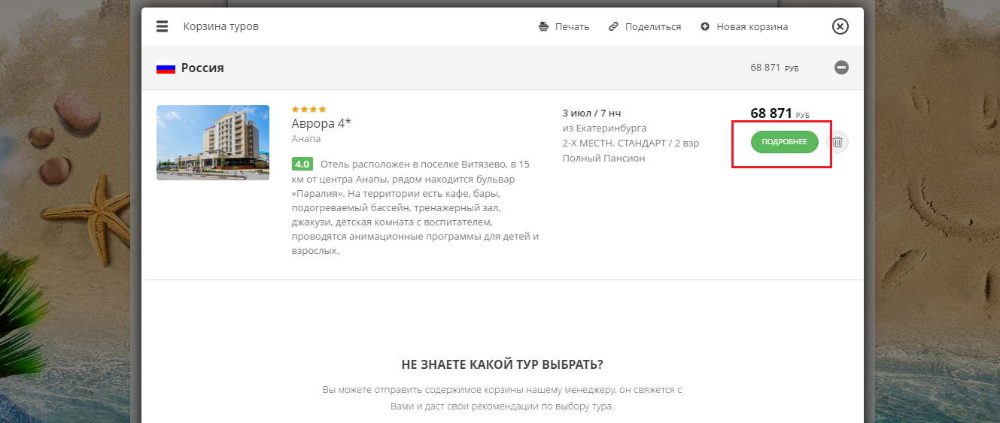 Корзина туров
Печать
Поделиться
Новая корзина
Россия
68 871 РУБ
Аврора 4*
Анапа
4.0 Отель расположен в поселке Витязево, в 15
км от центра Анапы, рядом находится бульвар
«Паралия». На территории есть кафе, бары,
подогреваемый бассейн, тренажерный зал,
джакузи, детская комната с воспитателем,
проводятся анимационные программы для детей и
взрослых.
3 июл / 7 нч
из Екатеринбурга
2-Х МЕСТН. СТАНДАРТ / 2 взр
Полный Пансион
68 871 РУБ
ПОДРОБНЕЕ
НЕ ЗНАЕТЕ КАКОЙ ТУР ВЫБРАТЬ?
Вы можете отправить содержимое корзины нашему менеджеру, он свяжется с
Вами и даст свои рекомендации по выбору тура.